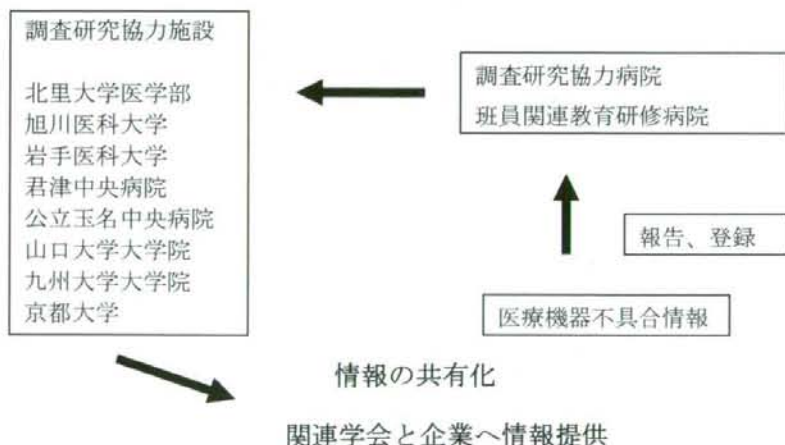 調査研究協力施設
北里大学医学部
旭川医科大学
岩手医科大学
君津中央病院
公立玉名中央病院
山口大学大学院
九州大学大学院
京都大学
調査研究協力病院
班員関連教育研修病院
報告、登録
医療機器不具合情報
情報の共有化
関連学会と企業へ情報提供